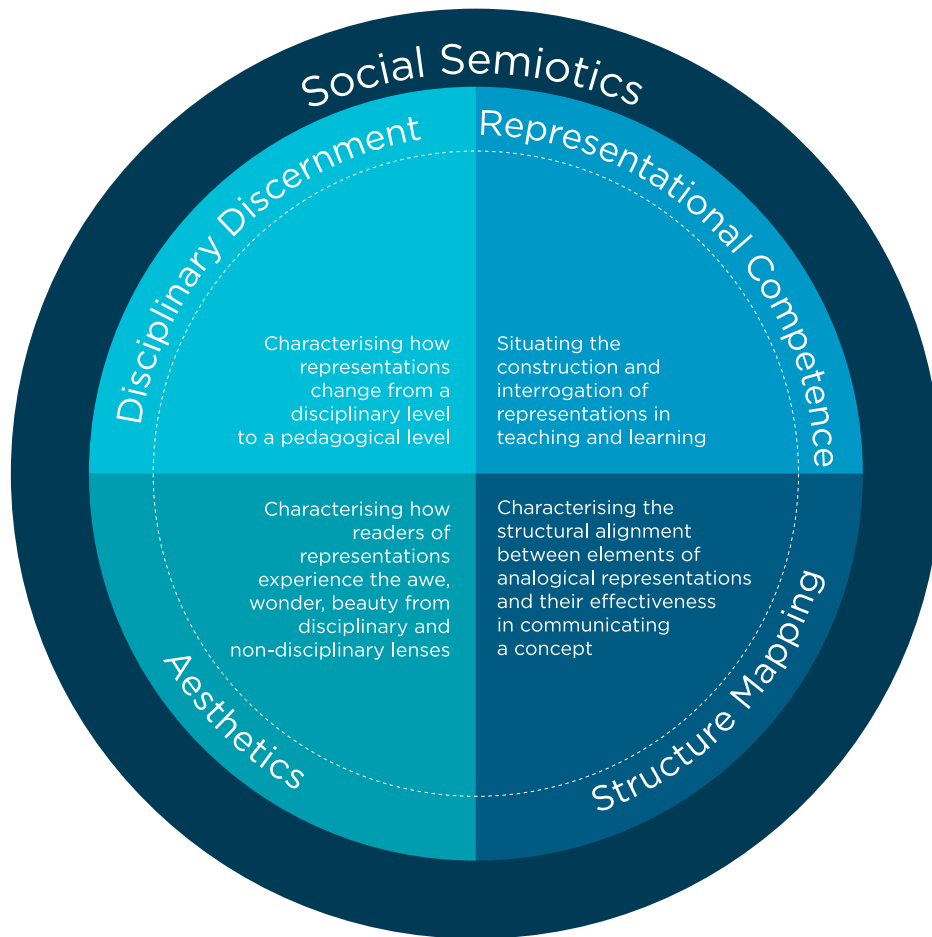 Social Semiotics
Disciplinary Discernment
Representational Competence
Characterising how
representations
change from a
disciplinary level
to a pedagogical level
Situating the
construction and
interrogation of
representations in
teaching and learning
Characterising how
readers of
representations
experience the awe,
wonder, beauty from
disciplinary and
non-disciplinary lenses
Characterising the
structural alignment
between elements of
analogical representations
and their effectiveness
in communicating
a concept
Aesthetics
Structure Mapping